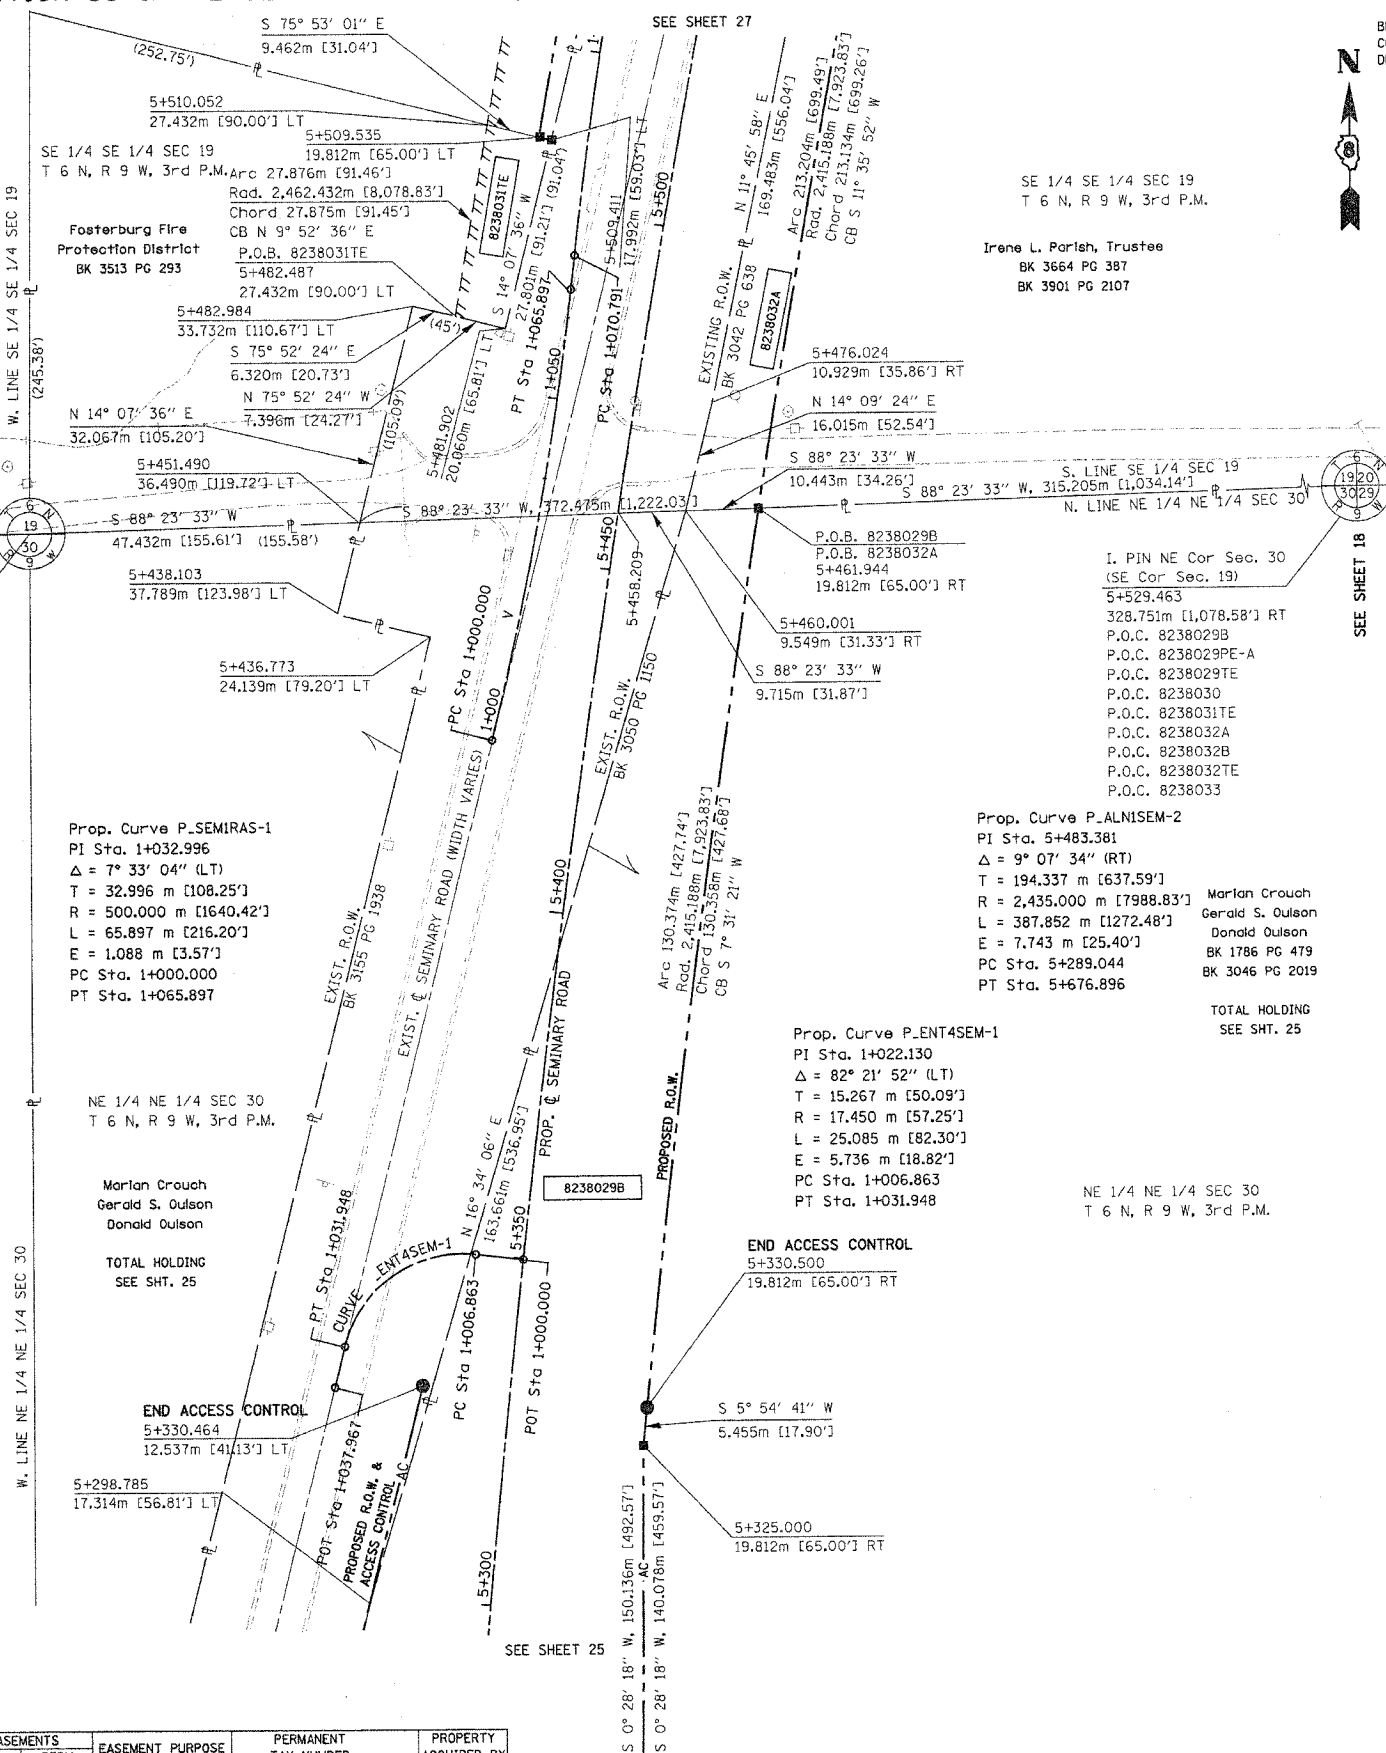 SEE SHEET 27
S 75° 53' 01" E
9.462m [31.04']
(252.75')
5+510.052
27.432m [90.00'] LT
5+509.535
19.812m [65.00'] LT
SE 1/4 SE 1/4 SEC 19
T 6 N, R 9 W, 3rd P.M.
Arc 27.876m [91.46']
Rad. 2,462.432m [8,078.83']
Chord 27.875m [91.45']
CB N 9° 52' 36" E
Fosterburg Fire
Protection District
BK 3513 PG 293
P.O.B. 8238031TE
5+482.487
27.432m [90.00'] LT
5+482.984
33.732m [110.67'] LT
(45')
S 75° 52' 24" E
6.320m [20.73']
N 75° 52' 24" W
7.396m [24.27']
N 14° 07' 36" E
32.067m [105.20']
(105.09')
5+451.490
36.490m [119.72'] LT
S 88° 23' 33" W
47.432m [155.61'] (155.58')
5+438.103
37.789m [123.98'] LT
5+436.773
24.139m [79.20'] LT
W. LINE SE 1/4 SE 1/4 SEC 19
(245.38')
8238031TE
S 14° 07' 36" W
27.801m [91.21'] (91.04')
5+481.902
20.060m [65.81'] LT
PT Sta 1+065.897
1+050
PC Sta 1+070.791
5+509.411
17.992m [59.03'] LT
5+500
N 11° 45' 58" E
169.483m [556.04']
EXISTING R.O.W.
BK 3042 PG 638
8238032A
Arc 213.204m [699.49']
Rad. 2,415.188m [7,923.83']
Chord 213.134m [699.26']
CB S 11° 35' 52" W
N
SE 1/4 SE 1/4 SEC 19
T 6 N, R 9 W, 3rd P.M.
Irene L. Parish, Trustee
BK 3664 PG 387
BK 3901 PG 2107
5+476.024
10.929m [35.86'] RT
N 14° 09' 24" E
16.015m [52.54']
S 88° 23' 33" W
10.443m [34.26']
S. LINE SE 1/4 SEC 19
S 88° 23' 33" W, 315.205m [1,034.14']
N. LINE NE 1/4 NE 1/4 SEC 30
S 88° 23' 33" W, 372.475m [1,222.03']
T 6 N
19 20
30 29
R 9 W
T 6 N
19
30
R 9 W
P.O.B. 8238029B
P.O.B. 8238032A
5+461.944
19.812m [65.00'] RT
5+460.001
9.549m [31.33'] RT
S 88° 23' 33" W
9.715m [31.87']
5+450
5+458.209
I. PIN NE Cor Sec. 30
(SE Cor Sec. 19)
5+529.463
328.751m [1,078.58'] RT
P.O.C. 8238029B
P.O.C. 8238029PE-A
P.O.C. 8238029TE
P.O.C. 8238030
P.O.C. 8238031TE
P.O.C. 8238032A
P.O.C. 8238032B
P.O.C. 8238032TE
P.O.C. 8238033
SEE SHEET 18
PC Sta 1+000.000
1+000
EXIST. R.O.W.
BK 3050 PG 1150
EXIST. ℄ SEMINARY ROAD (WIDTH VARIES)
EXIST. R.O.W.
BK 3155 PG 1938
5+400
Arc 130.374m [427.74']
Rad. 2,415.188m [7,923.83']
Chord 130.358m [427.68']
CB S 7° 31' 21" W
Prop. Curve P_SEM1RAS-1
PI Sta. 1+032.996
Δ = 7° 33' 04" (LT)
T = 32.996 m [108.25']
R = 500.000 m [1640.42']
L = 65.897 m [216.20']
E = 1.088 m [3.57']
PC Sta. 1+000.000
PT Sta. 1+065.897
Prop. Curve P_ALN1SEM-2
PI Sta. 5+483.381
Δ = 9° 07' 34" (RT)
T = 194.337 m [637.59']
R = 2,435.000 m [7988.83']
L = 387.852 m [1272.48']
E = 7.743 m [25.40']
PC Sta. 5+289.044
PT Sta. 5+676.896
Marian Crouch
Gerald S. Oulson
Donald Oulson
BK 1786 PG 479
BK 3046 PG 2019
TOTAL HOLDING
SEE SHT. 25
Prop. Curve P_ENT4SEM-1
PI Sta. 1+022.130
Δ = 82° 21' 52" (LT)
T = 15.267 m [50.09']
R = 17.450 m [57.25']
L = 25.085 m [82.30']
E = 5.736 m [18.82']
PC Sta. 1+006.863
PT Sta. 1+031.948
NE 1/4 NE 1/4 SEC 30
T 6 N, R 9 W, 3rd P.M.
Marian Crouch
Gerald S. Oulson
Donald Oulson
TOTAL HOLDING
SEE SHT. 25
NE 1/4 NE 1/4 SEC 30
T 6 N, R 9 W, 3rd P.M.
W. LINE NE 1/4 NE 1/4 SEC 30
PROP. ℄ SEMINARY ROAD
PROPOSED R.O.W.
8238029B
N 16° 34' 06" E
163.661m [536.95']
5+350
PT Sta 1+031.948
CURVE _ENT4SEM-1
PC Sta 1+006.863
POT Sta 1+000.000
END ACCESS CONTROL
5+330.500
19.812m [65.00'] RT
END ACCESS CONTROL
5+330.464
12.537m [41.13'] LT
S 5° 54' 41" W
5.455m [17.90']
5+298.785
17.314m [56.81'] LT
POT Sta 1+037.967
PROPOSED R.O.W. &
ACCESS CONTROL
AC
5+325.000
19.812m [65.00'] RT
5+300
SEE SHEET 25
S 0° 28' 18" W, 150.136m [492.57']
AC
S 0° 28' 18" W, 140.078m [459.57']
EASEMENT PURPOSE
PERMANENT
PROPERTY